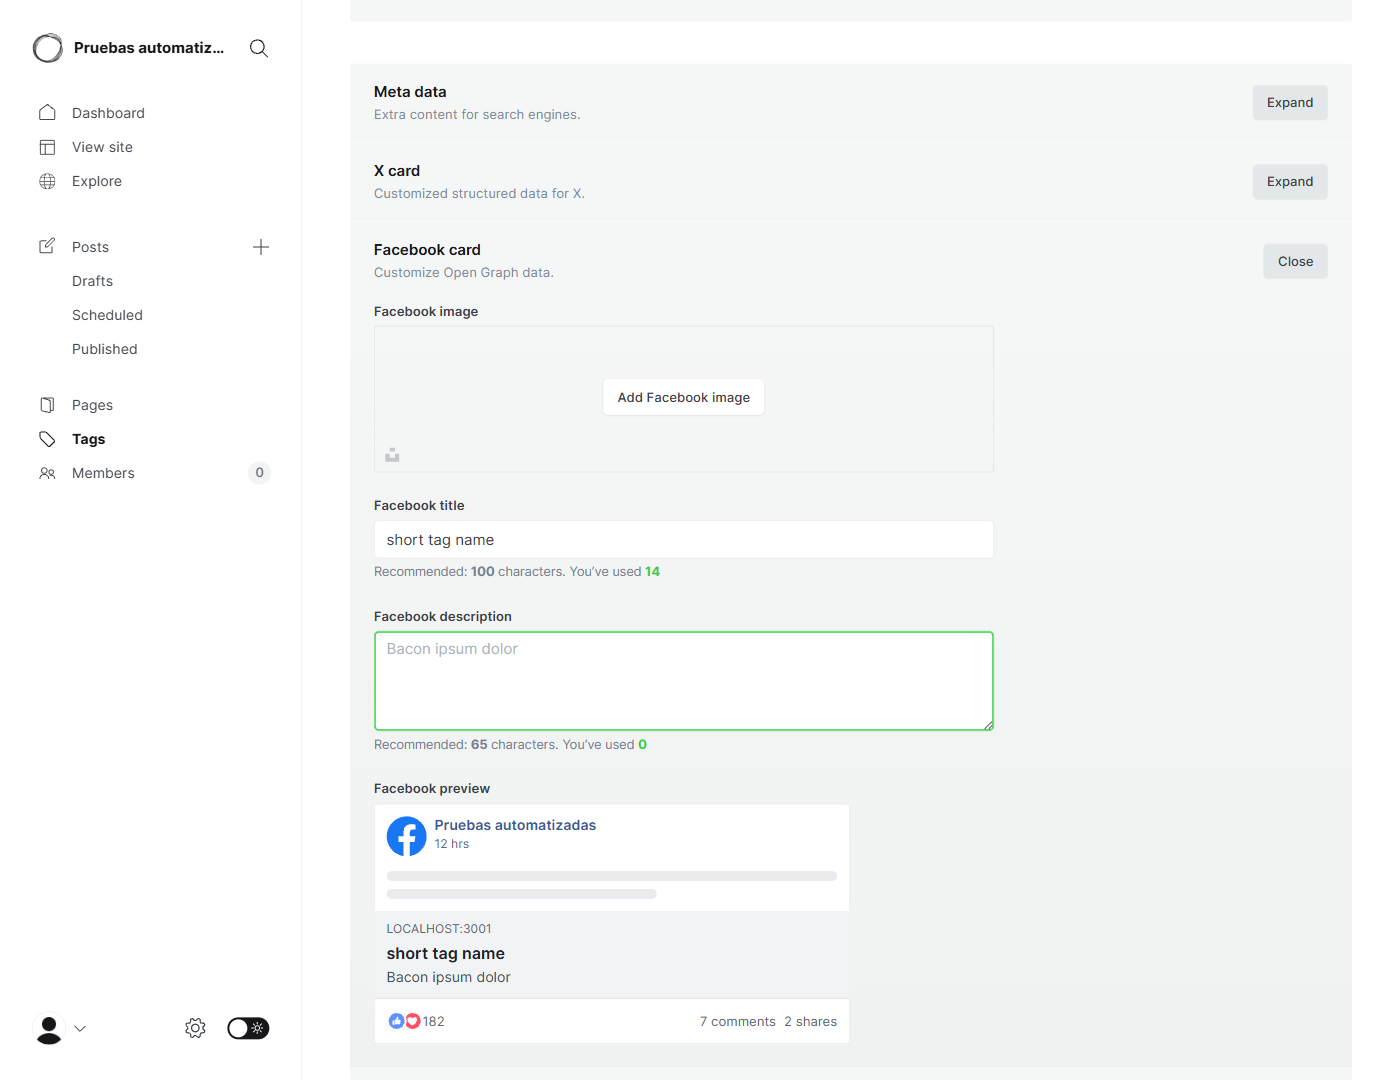 Pruebas automatiz...
Dashboard
View site
Explore
Posts
Drafts
Scheduled
Published
Pages
Tags
Members 0
Meta data
Extra content for search engines.
Expand
X card
Customized structured data for X.
Expand
Facebook card
Customize Open Graph data.
Close
Facebook image
Add Facebook image
Facebook title
short tag name
Recommended: 100 characters. You’ve used 14
Facebook description
Bacon ipsum dolor
Recommended: 65 characters. You’ve used 0
Facebook preview
Pruebas automatizadas
12 hrs
LOCALHOST:3001
short tag name
Bacon ipsum dolor
182 7 comments 2 shares